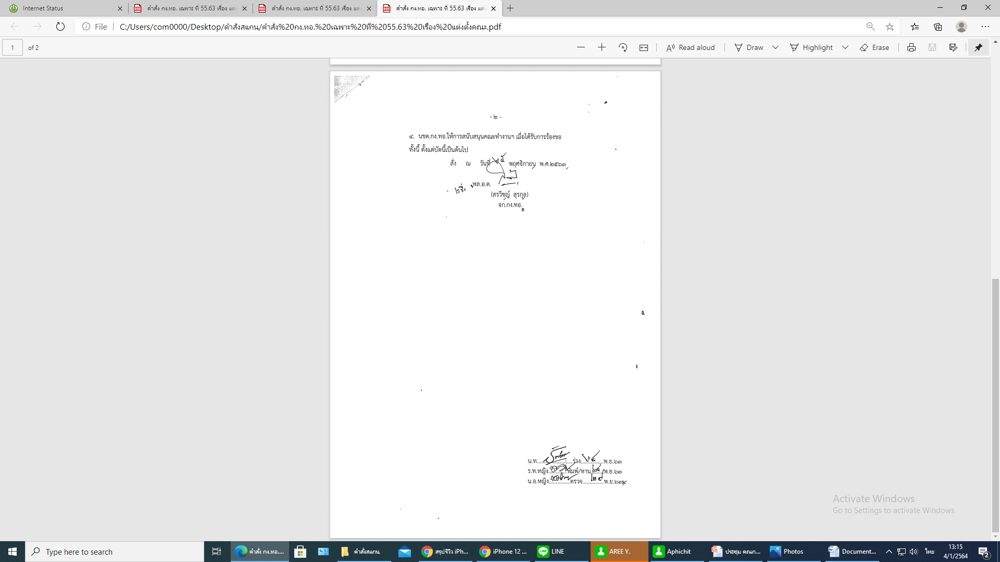 Internet Status
คำสั่ง กง.ทอ. เฉพาะ ที่ 55.63 เรื่อง แต่ง
คำสั่ง กง.ทอ. เฉพาะ ที่ 55.63 เรื่อง แต่ง
คำสั่ง กง.ทอ. เฉพาะ ที่ 55.63 เรื่อง แต่ง
File
C:/Users/com0000/Desktop/คำสั่งสแกน/คำสั่ง%20กง.ทอ.%20เฉพาะ%20ที่%2055.63%20เรื่อง%20แต่งตั้งคณะ.pdf
1 of 2
Read aloud
Draw
Highlight
Erase
- ๒ -
๔. นขต.กง.ทอ.ให้การสนับสนุนคณะทำงานฯ เมื่อได้รับการร้องขอ
ทั้งนี้ ตั้งแต่บัดนี้เป็นต้นไป
สั่ง ณ วันที่ ๒๕ พฤศจิกายน พ.ศ.๒๕๖๓
พล.อ.ต.
(สรวิชญ์ สุรกุล)
จก.กง.ทอ.
น.ท.....................ร่าง...............พ.ย.๖๓
ร.ท.หญิง............พิมพ์/ทาน........พ.ย.๖๓
น.อ.หญิง..............ตรวจ..............พ.ย.๖๓
Activate Windows
Go to Settings to activate Windows.
Type here to search
คำสั่ง กง.ทอ....
คำสั่งสแกน
สรุปรีวิว iPh...
iPhone 12 ...
LINE
AREE Y.
Aphichit
ประชุม คณก...
Photos
Document...
ไทย
13:15
4/1/2564
2